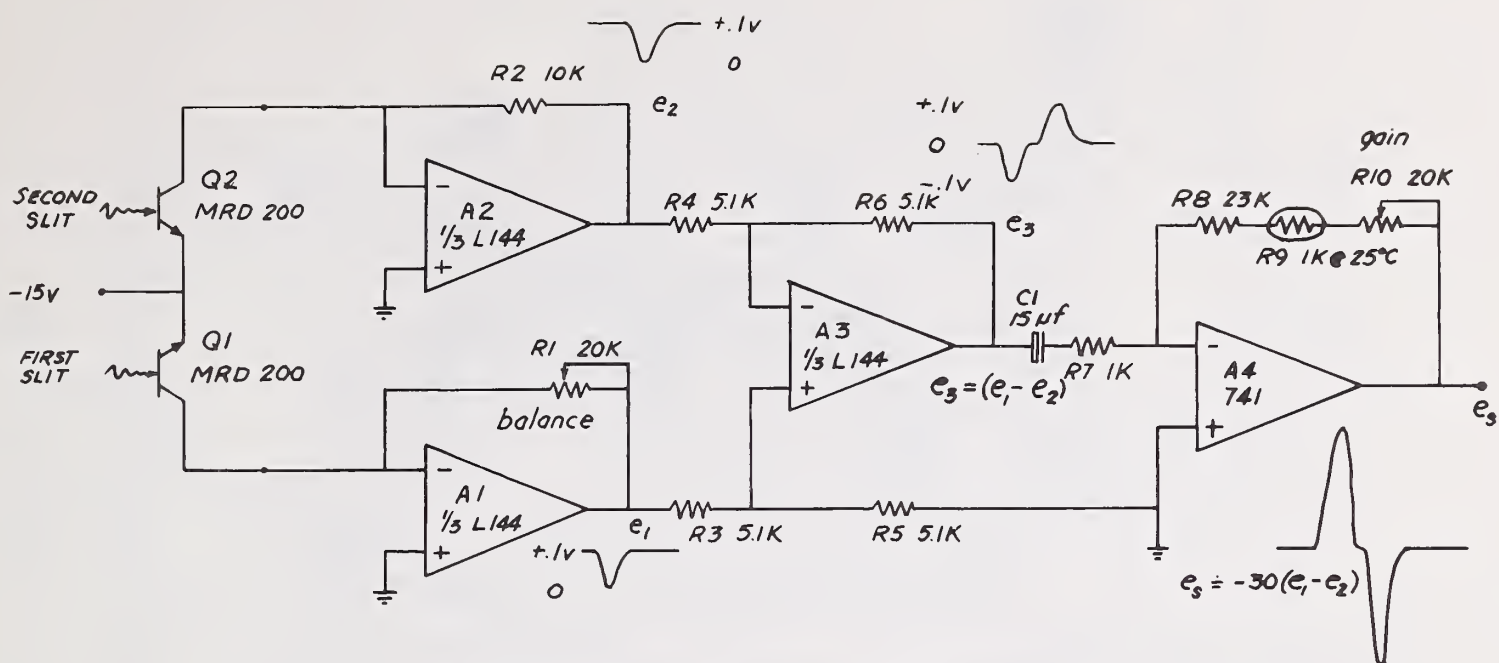 +.1v
0
R2 10K
e₂
Q2
MRD 200
SECOND
SLIT
-
A2
1/3 L144
+
R4 5.1K
+.1v
0
-.1v
R6 5.1K
e₃
gain
R10 20K
R8 23K
R9 1K@25°C
-15v
Q1
MRD 200
FIRST
SLIT
R1 20K
balance
-
A3
1/3 L144
+
C1
15 μf
R7 1K
e₃=(e₁-e₂)
-
A4
741
+
eₛ
-
A1
1/3 L144
+
e₁
R3 5.1K
R5 5.1K
+.1v
0
eₛ ≐ -30(e₁-e₂)